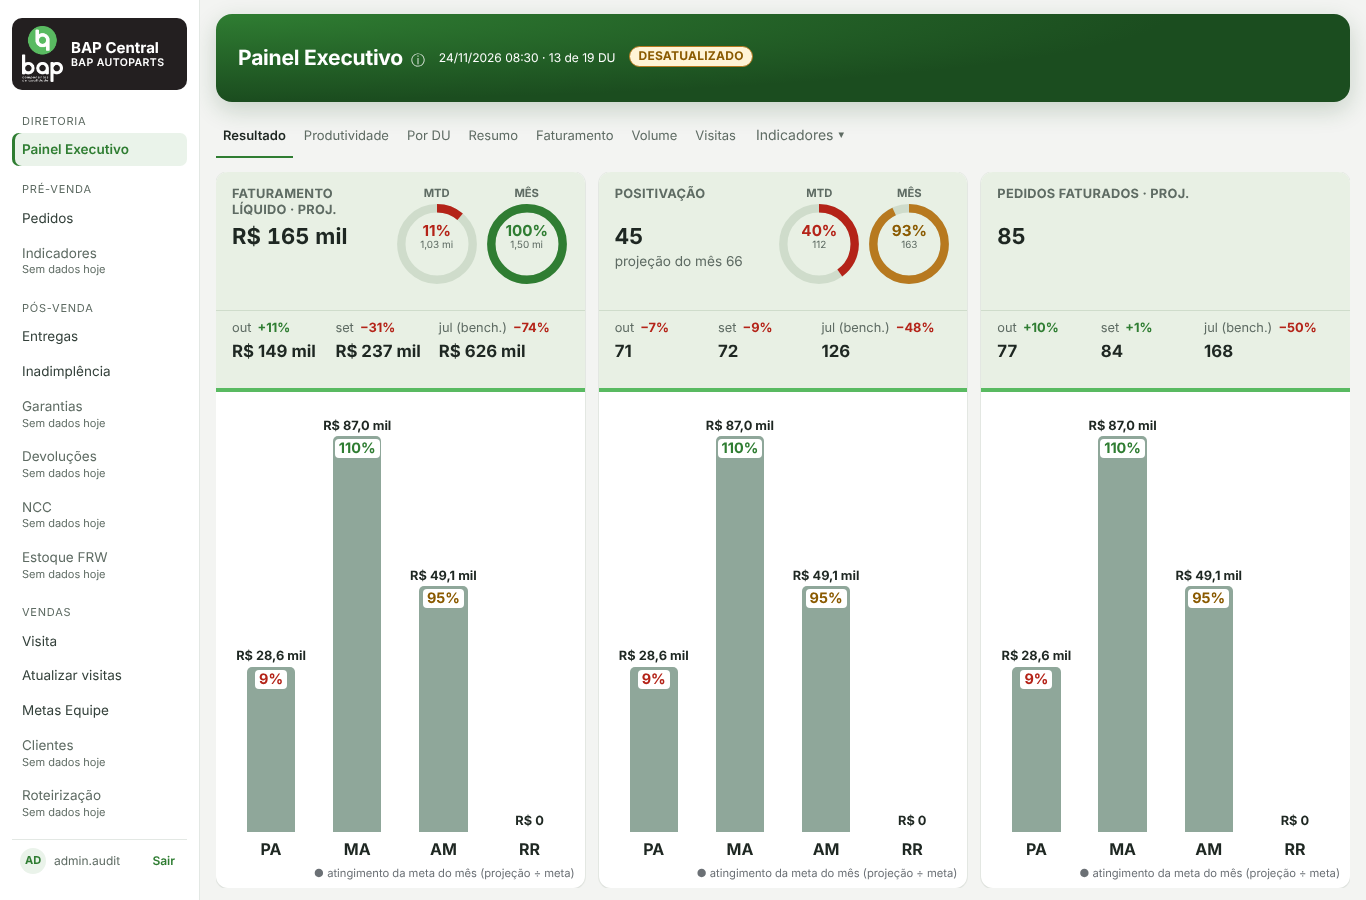 bap
BAP Central
BAP AUTOPARTS
DIRETORIA
Painel Executivo
PRÉ-VENDA
Pedidos
Indicadores
Sem dados hoje
PÓS-VENDA
Entregas
Inadimplência
Garantias
Sem dados hoje
Devoluções
Sem dados hoje
NCC
Sem dados hoje
Estoque FRW
Sem dados hoje
VENDAS
Visita
Atualizar visitas
Metas Equipe
Clientes
Sem dados hoje
Roteirização
Sem dados hoje
AD admin.audit Sair
Painel Executivo ⓘ 24/11/2026 08:30 · 13 de 19 DU DESATUALIZADO
Resultado Produtividade Por DU Resumo Faturamento Volume Visitas Indicadores ▾
FATURAMENTO LÍQUIDO · PROJ.
R$ 165 mil
MTD
11%
1,03 mi
MÊS
100%
1,50 mi
out +11% set −31% jul (bench.) −74%
R$ 149 mil R$ 237 mil R$ 626 mil
R$ 87,0 mil
110%
R$ 49,1 mil
95%
R$ 28,6 mil
9%
R$ 0
PA MA AM RR
● atingimento da meta do mês (projeção ÷ meta)
POSITIVAÇÃO
45
projeção do mês 66
MTD
40%
112
MÊS
93%
163
out −7% set −9% jul (bench.) −48%
71 72 126
R$ 87,0 mil
110%
R$ 49,1 mil
95%
R$ 28,6 mil
9%
R$ 0
PA MA AM RR
● atingimento da meta do mês (projeção ÷ meta)
PEDIDOS FATURADOS · PROJ.
85
out +10% set +1% jul (bench.) −50%
77 84 168
R$ 87,0 mil
110%
R$ 49,1 mil
95%
R$ 28,6 mil
9%
R$ 0
PA MA AM RR
● atingimento da meta do mês (projeção ÷ meta)